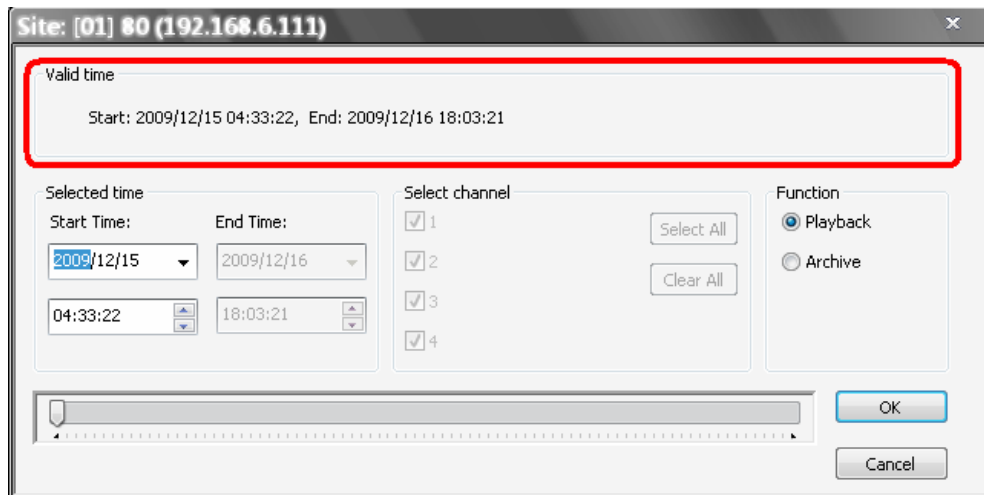 Site: [01] 80 (192.168.6.111)
Valid time
Start: 2009/12/15 04:33:22, End: 2009/12/16 18:03:21
Selected time
Start Time:
End Time:
2009/12/15
2009/12/16
04:33:22
18:03:21
Select channel
1
2
3
4
Select All
Clear All
Function
Playback
Archive
OK
Cancel